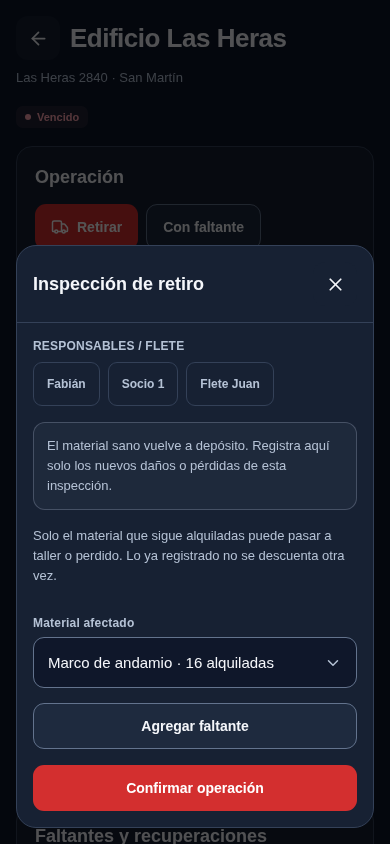 Edificio Las Heras
Las Heras 2840 · San Martín
Vencido
Operación
Retirar
Con faltante
Inspección de retiro
RESPONSABLES / FLETE
Fabián
Socio 1
Flete Juan
El material sano vuelve a depósito. Registra aquí
solo los nuevos daños o pérdidas de esta
inspección.
Solo el material que sigue alquiladas puede pasar a
taller o perdido. Lo ya registrado no se descuenta otra
vez.
Material afectado
Marco de andamio · 16 alquiladas
Agregar faltante
Confirmar operación
Faltantes y recuperaciones